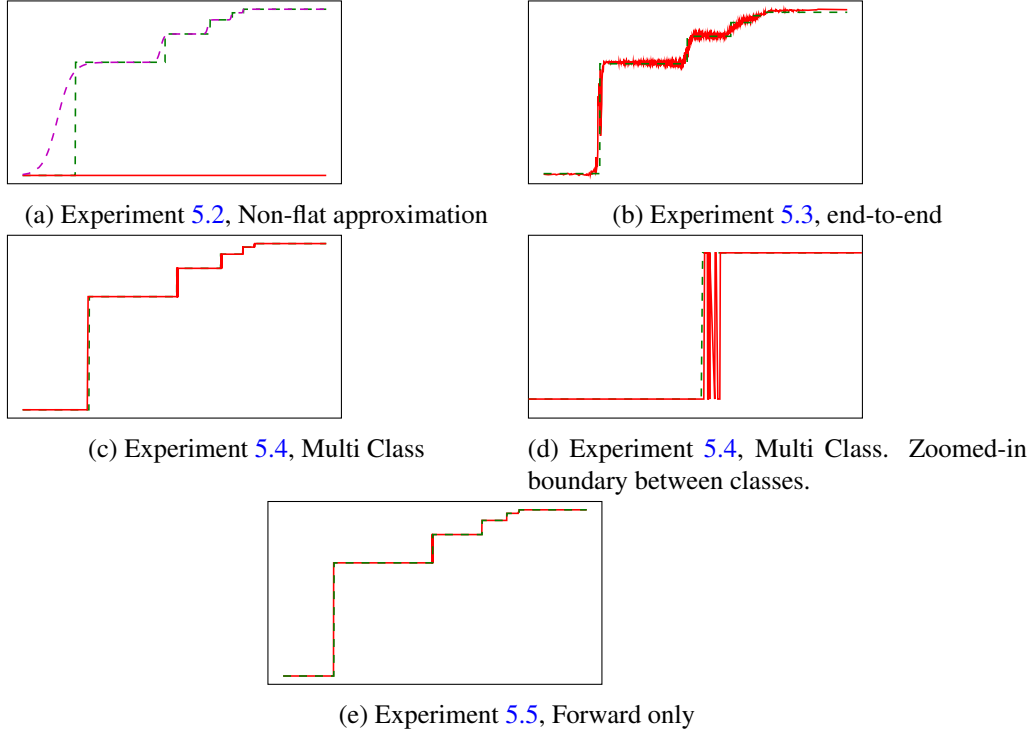 (a) Experiment 5.2, Non-flat approximation
(b) Experiment 5.3, end-to-end
(c) Experiment 5.4, Multi Class
(d) Experiment 5.4, Multi Class. Zoomed-in
boundary between classes.
(e) Experiment 5.5, Forward only